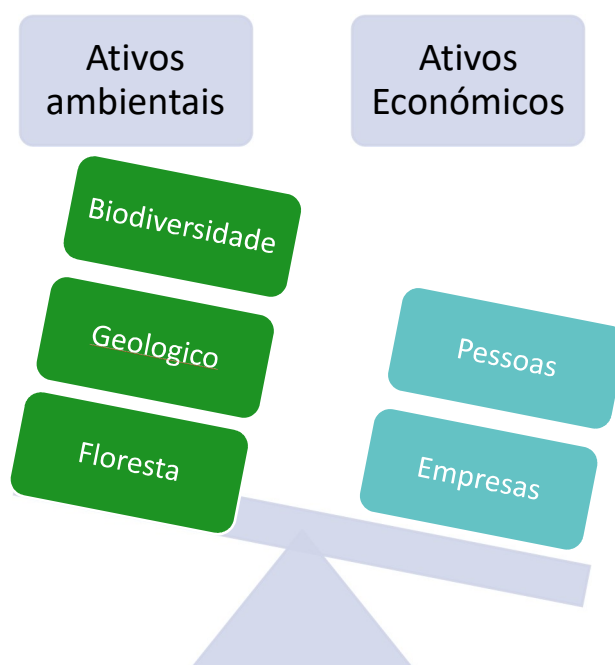 Ativos
ambientais
Ativos
Económicos
Biodiversidade
Geologico
Floresta
Pessoas
Empresas